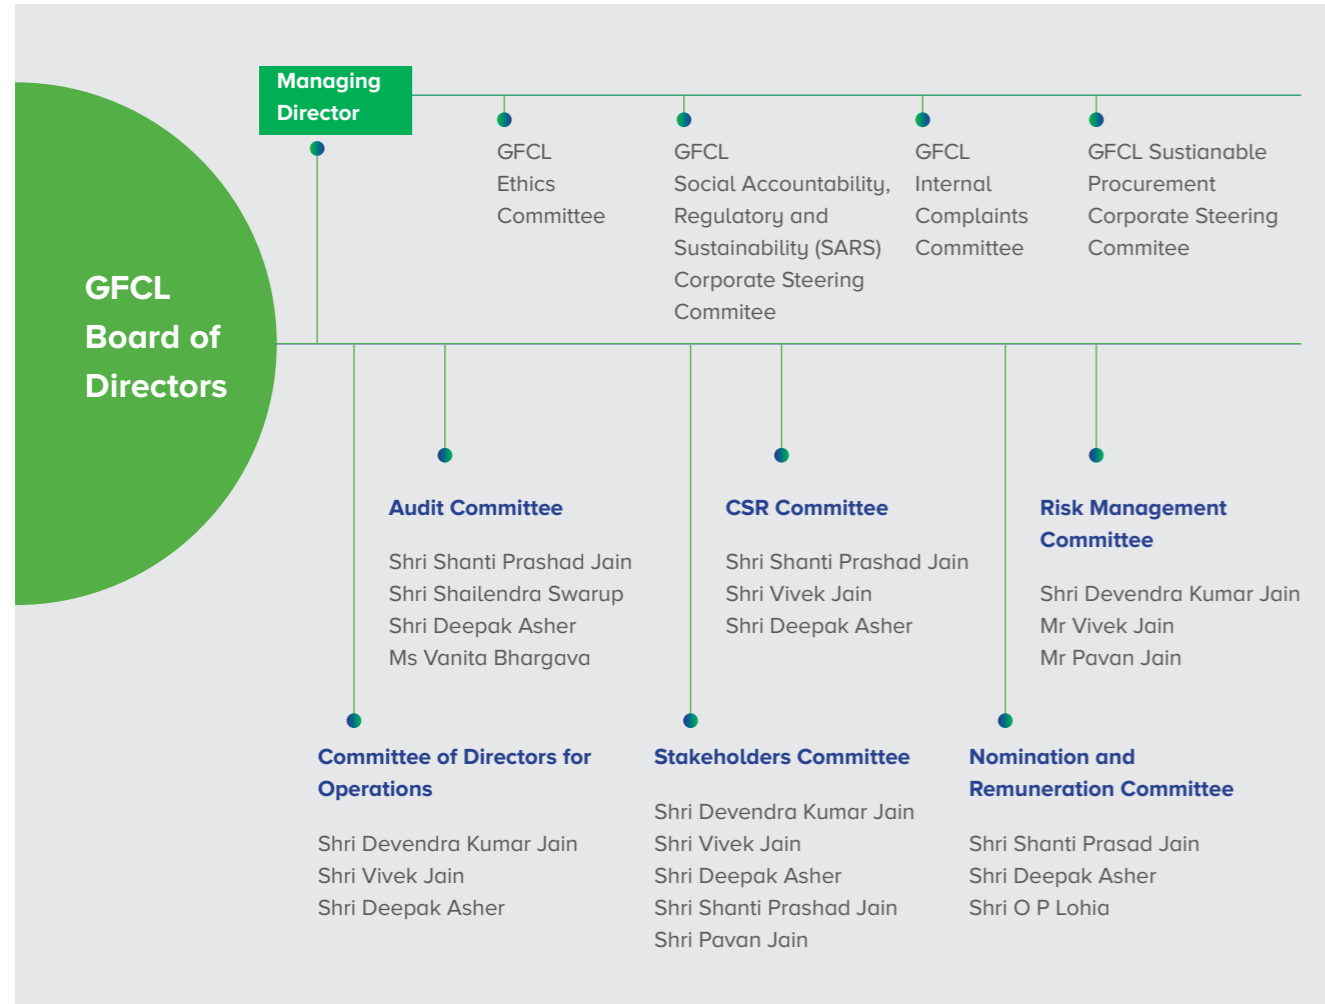 Managing
Director
GFCL
Ethics
Committee
GFCL
Social Accountability,
Regulatory and
Sustainability (SARS)
Corporate Steering
Commitee
GFCL
Internal
Complaints
Committee
GFCL Sustianable
Procurement
Corporate Steering
Commitee
GFCL
Board of
Directors
Audit Committee
Shri Shanti Prashad Jain
Shri Shailendra Swarup
Shri Deepak Asher
Ms Vanita Bhargava
CSR Committee
Shri Shanti Prashad Jain
Shri Vivek Jain
Shri Deepak Asher
Risk Management
Committee
Shri Devendra Kumar Jain
Mr Vivek Jain
Mr Pavan Jain
Committee of Directors for
Operations
Shri Devendra Kumar Jain
Shri Vivek Jain
Shri Deepak Asher
Stakeholders Committee
Shri Devendra Kumar Jain
Shri Vivek Jain
Shri Deepak Asher
Shri Shanti Prashad Jain
Shri Pavan Jain
Nomination and
Remuneration Committee
Shri Shanti Prasad Jain
Shri Deepak Asher
Shri O P Lohia